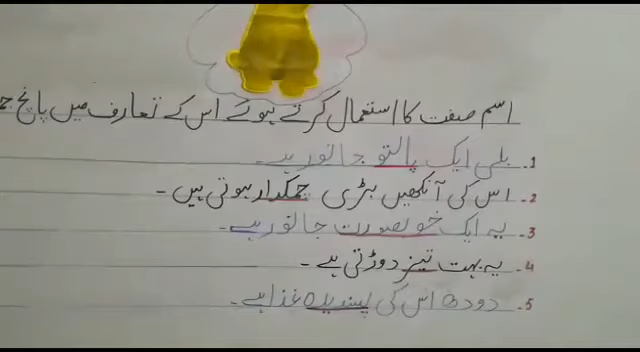 اسم صفت کا استعمال کرتے ہوئے اس کے تعارف میں پانچ
1. بلی ایک پالتو جانور ہے۔
2. اس کی آنکھیں بڑی چمکدار ہوتی ہیں۔
3. یہ ایک خوبصورت جانور ہے۔
4. یہ بہت تیز دوڑتی ہے۔
5. دودھ اس کی پسندیدہ غذا ہے۔